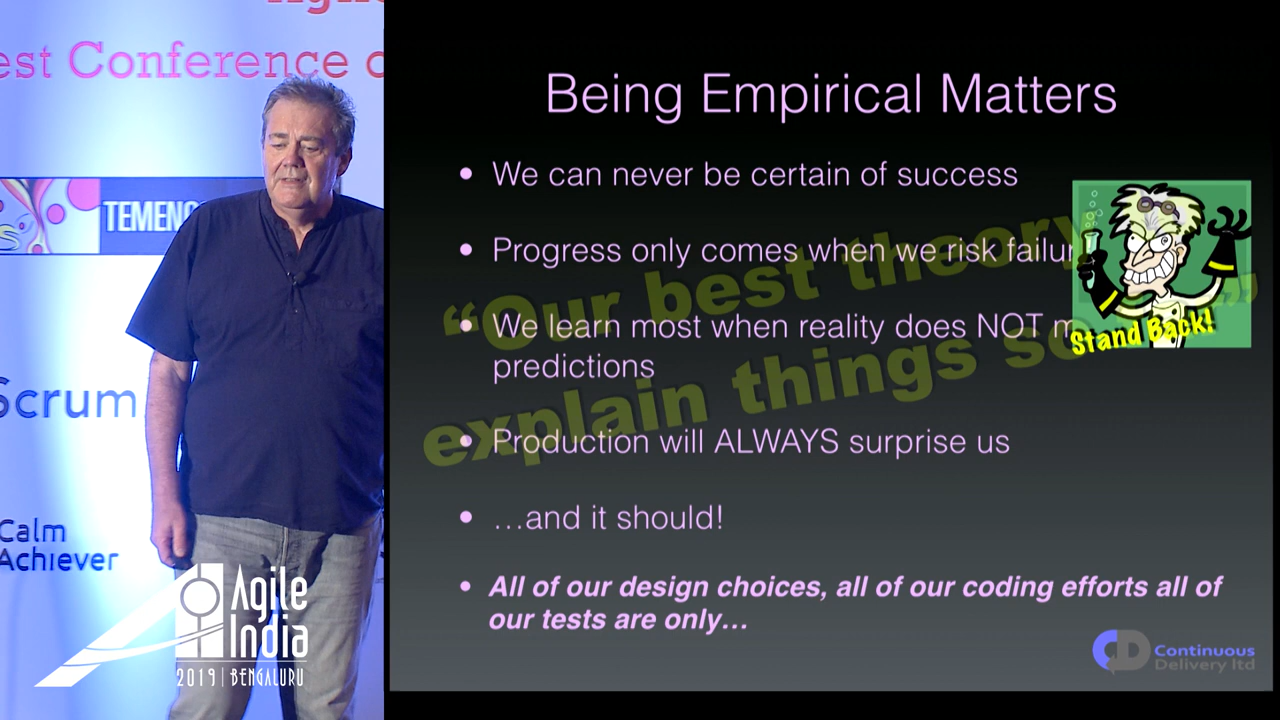 est Conference
TEMENO
Scrum
Calm
Achiever
Agile
India
2019 | BENGALURU
Being Empirical Matters
• We can never be certain of success
• Progress only comes when we risk failur
• We learn most when reality does NOT m
predictions
• Production will ALWAYS surprise us
• …and it should!
• All of our design choices, all of our coding efforts all of
our tests are only…
“Our best theory
explain things so
Stand Back!
CD Continuous
Delivery ltd